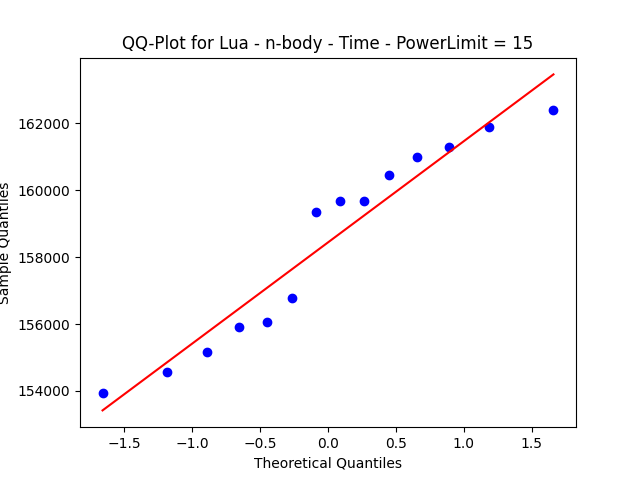 QQ-Plot for Lua - n-body - Time - PowerLimit = 15
162000
160000
158000
156000
154000
Sample Quantiles
−1.5 −1.0 −0.5 0.0 0.5 1.0 1.5
Theoretical Quantiles